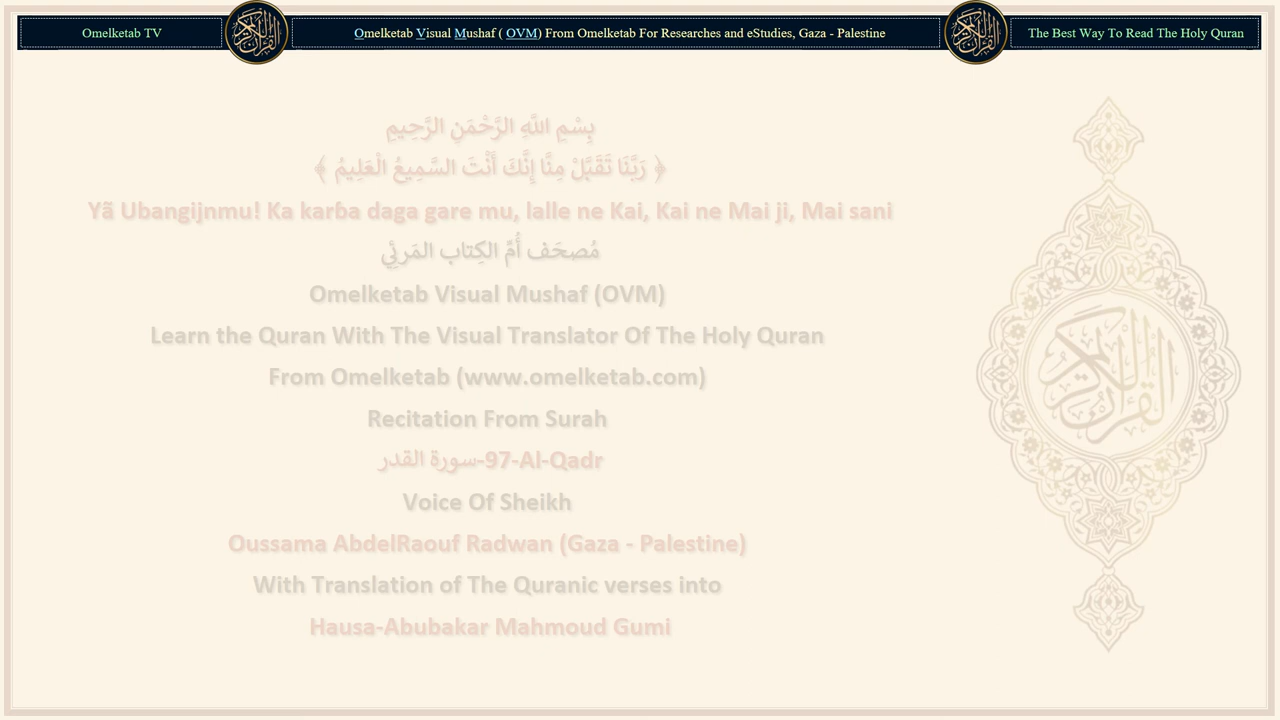 Omelketab TV
Omelketab Visual Mushaf ( OVM) From Omelketab For Researches and eStudies, Gaza - Palestine
The Best Way To Read The Holy Quran
بِسْمِ اللَّهِ الرَّحْمَنِ الرَّحِيمِ
﴿ رَبَّنَا تَقَبَّلْ مِنَّا إِنَّكَ أَنْتَ السَّمِيعُ الْعَلِيمُ ﴾
Yã Ubangijnmu! Ka karɓa daga gare mu, lalle ne Kai, Kai ne Mai ji, Mai sani
مُصحَف أُمِّ الكِتاب المَرئِي
Omelketab Visual Mushaf (OVM)
Learn the Quran With The Visual Translator Of The Holy Quran
From Omelketab (www.omelketab.com)
Recitation From Surah
سورة القدر-97-Al-Qadr
Voice Of Sheikh
Oussama AbdelRaouf Radwan (Gaza - Palestine)
With Translation of The Quranic verses into
Hausa-Abubakar Mahmoud Gumi
القرآن الكريم